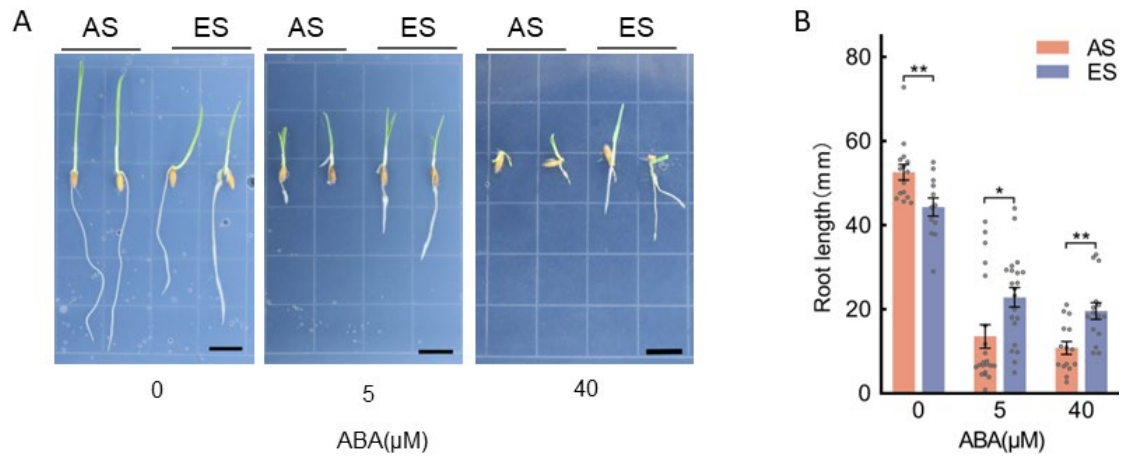 A
AS ES AS ES AS ES
0 5 40
ABA(μM)
B
AS
ES
80
60
40
20
0
Root length(mm)
**
*
**
0 5 40
ABA(μM)